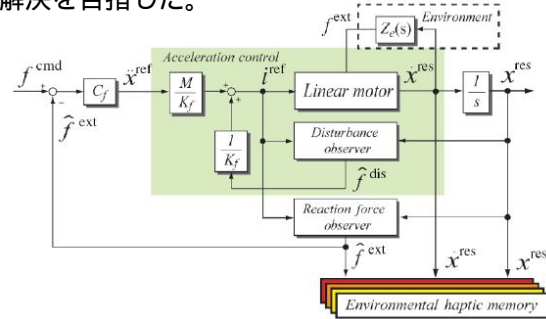 解決を目指した。
f^ext
Environment
Z_e(s)
Acceleration control
f^cmd
ẍ^ref
i^ref
ẋ^res
x^res
+
−
C_f
M
K_f
+
+
Linear motor
1
s
f̂^ext
1
K_f
Disturbance
observer
f̂^dis
Reaction force
observer
f̂^ext
ẋ^res
x^res
Environmental haptic memory